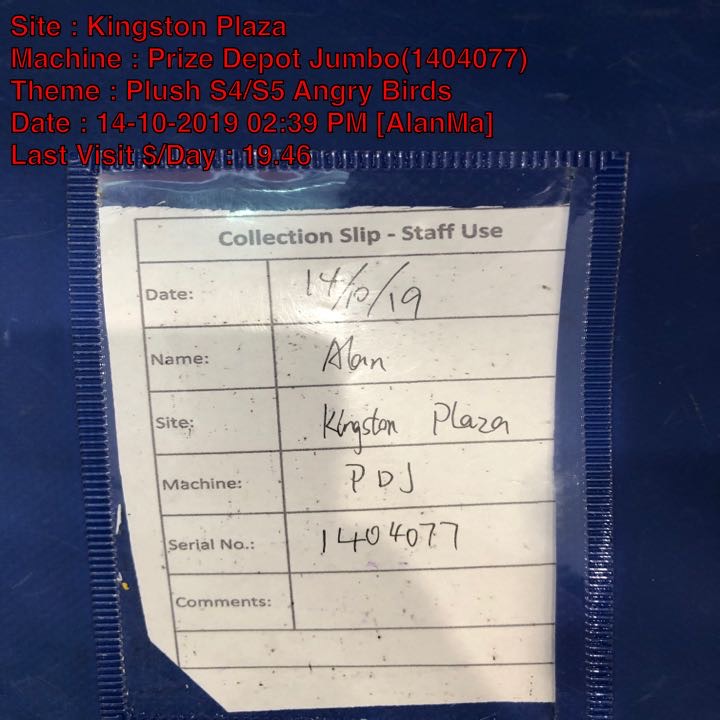 Site : Kingston Plaza
Machine : Prize Depot Jumbo(1404077)
Theme : Plush S4/S5 Angry Birds
Date : 14-10-2019 02:39 PM [AlanMa]
Last Visit $/Day : 19.46
Collection Slip - Staff Use
Date: 14/10/19
Name: Alan
Site: Kingston Plaza
Machine: PDJ
Serial No.: 1404077
Comments: